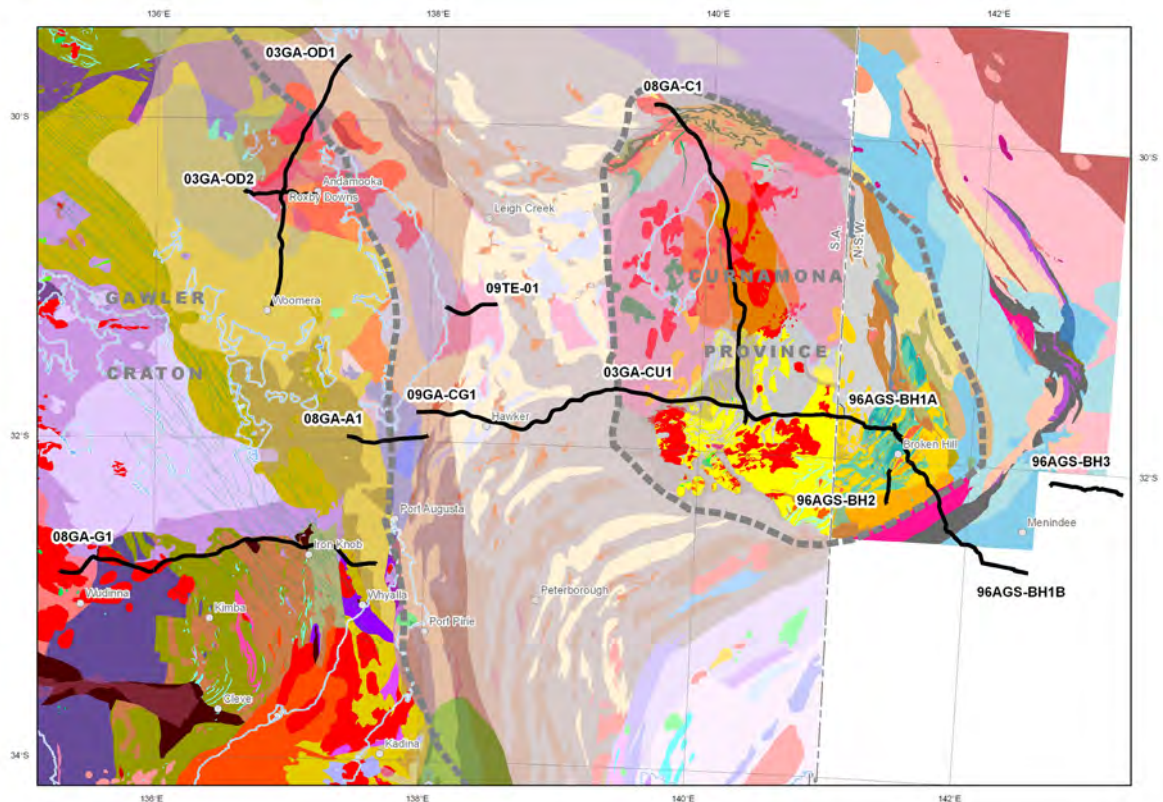 136°E
138°E
140°E
142°E
03GA-OD1
08GA-C1
30°S
30°S
03GA-OD2
Andamooka
Roxby Downs
Leigh Creek
S.A.
N.S.W.
CURNAMONA
09TE-01
GAWLER
Woomera
PROVINCE
CRATON
03GA-CU1
09GA-CG1
96AGS-BH1A
08GA-A1
Hawker
32°S
Broken Hill
96AGS-BH3
32°S
96AGS-BH2
Port Augusta
Menindee
08GA-G1
Iron Knob
96AGS-BH1B
Wudinna
Kimba
Whyalla
Peterborough
Port Pirie
Cleve
Kadina
34°S
34°S
136°E
138°E
140°E
142°E